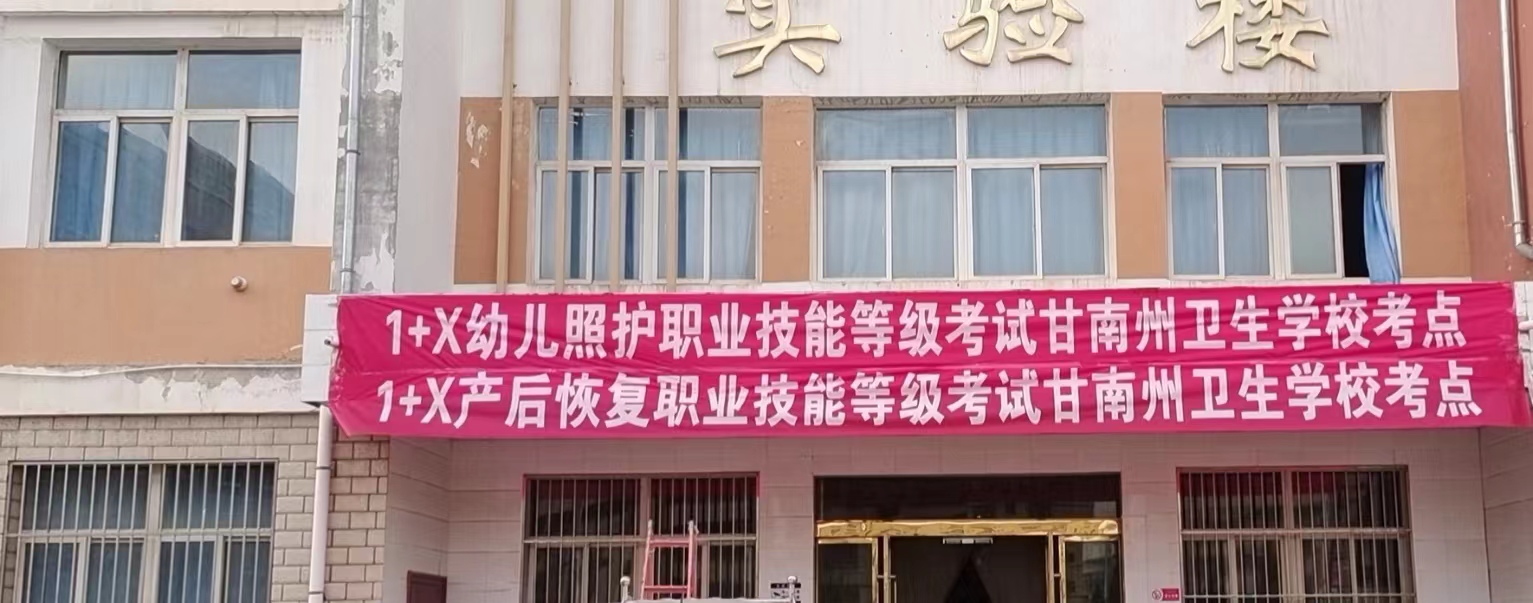 实验楼
1+X幼儿照护职业技能等级考试甘南州卫生学校考点
1+X产后恢复职业技能等级考试甘南州卫生学校考点